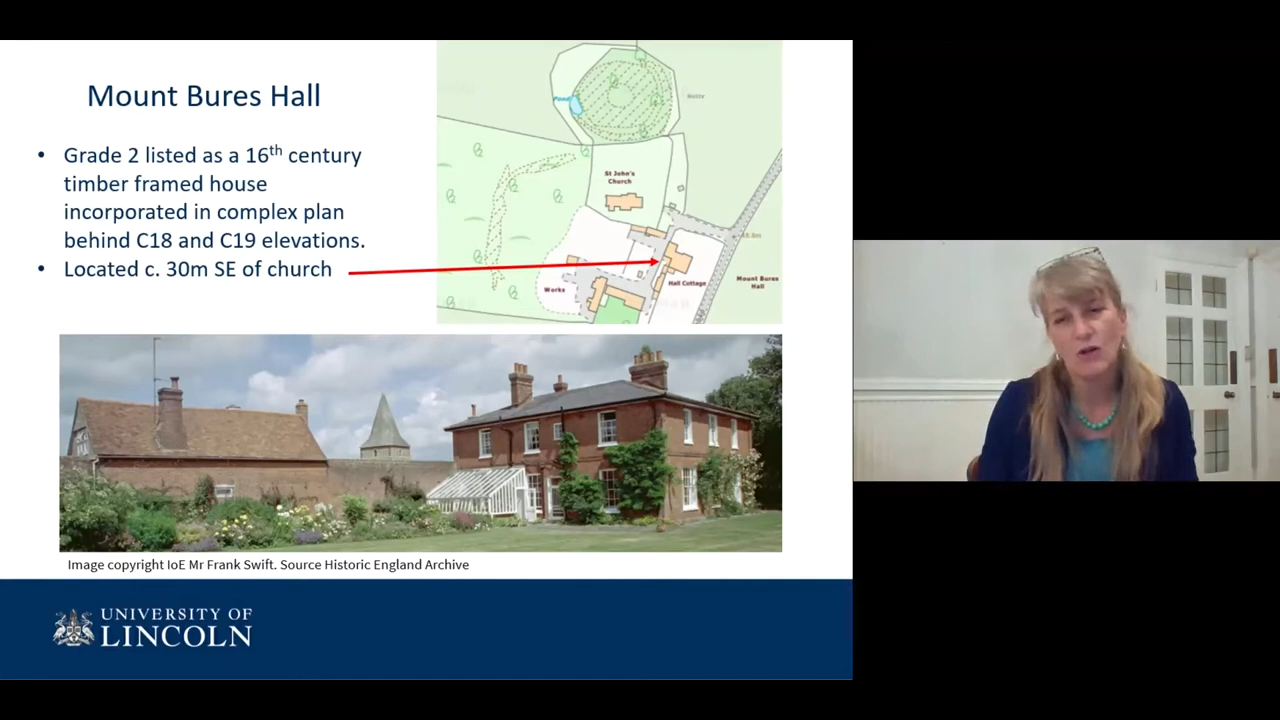 Mount Bures Hall
• Grade 2 listed as a 16th century
timber framed house
incorporated in complex plan
behind C18 and C19 elevations.
• Located c. 30m SE of church
Pond
St John's
Church
Works
Hall Cottage
Mount Bures
Hall
Image copyright IoE Mr Frank Swift. Source Historic England Archive
UNIVERSITY OF
LINCOLN